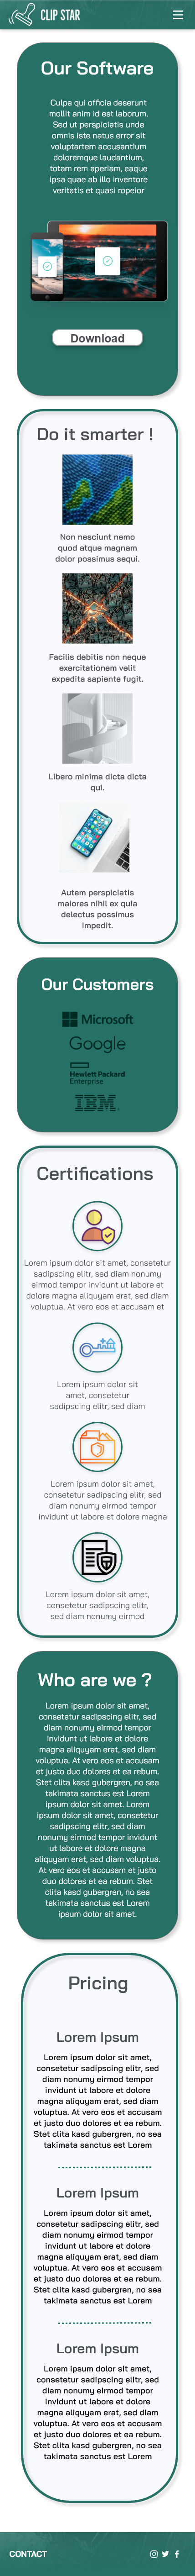 CLIP STAR
Our Software
Culpa qui officia deserunt
mollit anim id est laborum.
Sed ut perspiciatis unde
omnis iste natus error sit
voluptartem accusamtium
doloremque laudantium,
totam rem aperiam, eaque
ipsa quae ab illo inventore
veritatis et quasi ropeior
Download
Do it smarter !
Non nesciunt nemo
quod atque magnam
dolor possimus sequi.
Facilis debitis non neque
exercitationem velit
expedita sapiente fugit.
Libero minima dicta dicta
qui.
Autem perspiciatis
maiores nihil ex quia
delectus possimus
impedit.
Our Customers
Microsoft
Google
Hewlett Packard
Enterprise
IBM
Certifications
Lorem ipsum dolor sit amet, consetetur
sadipscing elitr, sed diam nonumy
eirmod tempor invidunt ut labore et
dolore magna aliquyam erat, sed diam
voluptua. At vero eos et accusam et
Lorem ipsum dolor sit
amet, consetetur
sadipscing elitr, sed diam
Lorem ipsum dolor sit amet,
consetetur sadipscing elitr, sed
diam nonumy eirmod tempor
invidunt ut labore et dolore magna
Lorem ipsum dolor sit amet,
consetetur sadipscing elitr,
sed diam nonumy eirmod
Who are we ?
Lorem ipsum dolor sit amet,
consetetur sadipscing elitr, sed
diam nonumy eirmod tempor
invidunt ut labore et dolore
magna aliquyam erat, sed diam
voluptua. At vero eos et accusam
et justo duo dolores et ea rebum.
Stet clita kasd gubergren, no sea
takimata sanctus est Lorem
ipsum dolor sit amet. Lorem
ipsum dolor sit amet, consetetur
sadipscing elitr, sed diam
nonumy eirmod tempor invidunt
ut labore et dolore magna
aliquyam erat, sed diam voluptua.
At vero eos et accusam et justo
duo dolores et ea rebum. Stet
clita kasd gubergren, no sea
takimata sanctus est Lorem
ipsum dolor sit amet.
Pricing
Lorem Ipsum
Lorem ipsum dolor sit amet,
consetetur sadipscing elitr, sed
diam nonumy eirmod tempor
invidunt ut labore et dolore
magna aliquyam erat, sed diam
voluptua. At vero eos et accusam
et justo duo dolores et ea rebum.
Stet clita kasd gubergren, no sea
takimata sanctus est Lorem
Lorem Ipsum
Lorem ipsum dolor sit amet,
consetetur sadipscing elitr, sed
diam nonumy eirmod tempor
invidunt ut labore et dolore
magna aliquyam erat, sed diam
voluptua. At vero eos et accusam
et justo duo dolores et ea rebum.
Stet clita kasd gubergren, no sea
takimata sanctus est Lorem
Lorem Ipsum
Lorem ipsum dolor sit amet,
consetetur sadipscing elitr, sed
diam nonumy eirmod tempor
invidunt ut labore et dolore
magna aliquyam erat, sed diam
voluptua. At vero eos et accusam
et justo duo dolores et ea rebum.
Stet clita kasd gubergren, no sea
takimata sanctus est Lorem
CONTACT